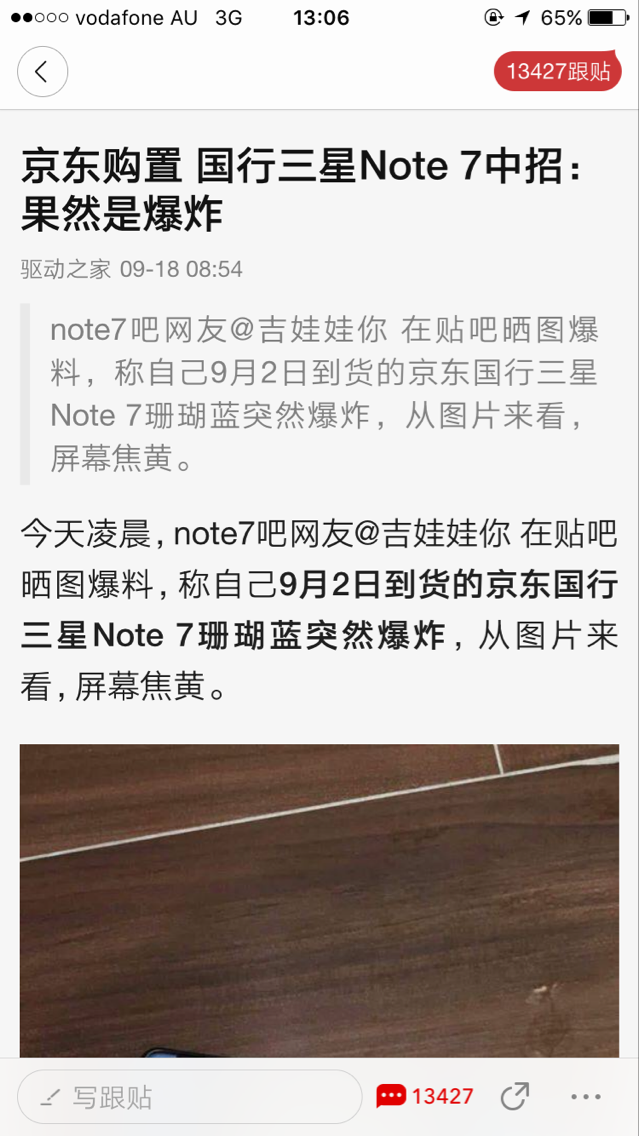 vodafone AU 3G 13:06 65%
13427跟贴
京东购置 国行三星Note 7中招：
果然是爆炸
驱动之家 09-18 08:54
note7吧网友@吉娃娃你 在贴吧晒图爆
料，称自己9月2日到货的京东国行三星
Note 7珊瑚蓝突然爆炸，从图片来看，
屏幕焦黄。
今天凌晨，note7吧网友@吉娃娃你 在贴吧
晒图爆料，称自己9月2日到货的京东国行
三星Note 7珊瑚蓝突然爆炸，从图片来
看，屏幕焦黄。
写跟贴 13427